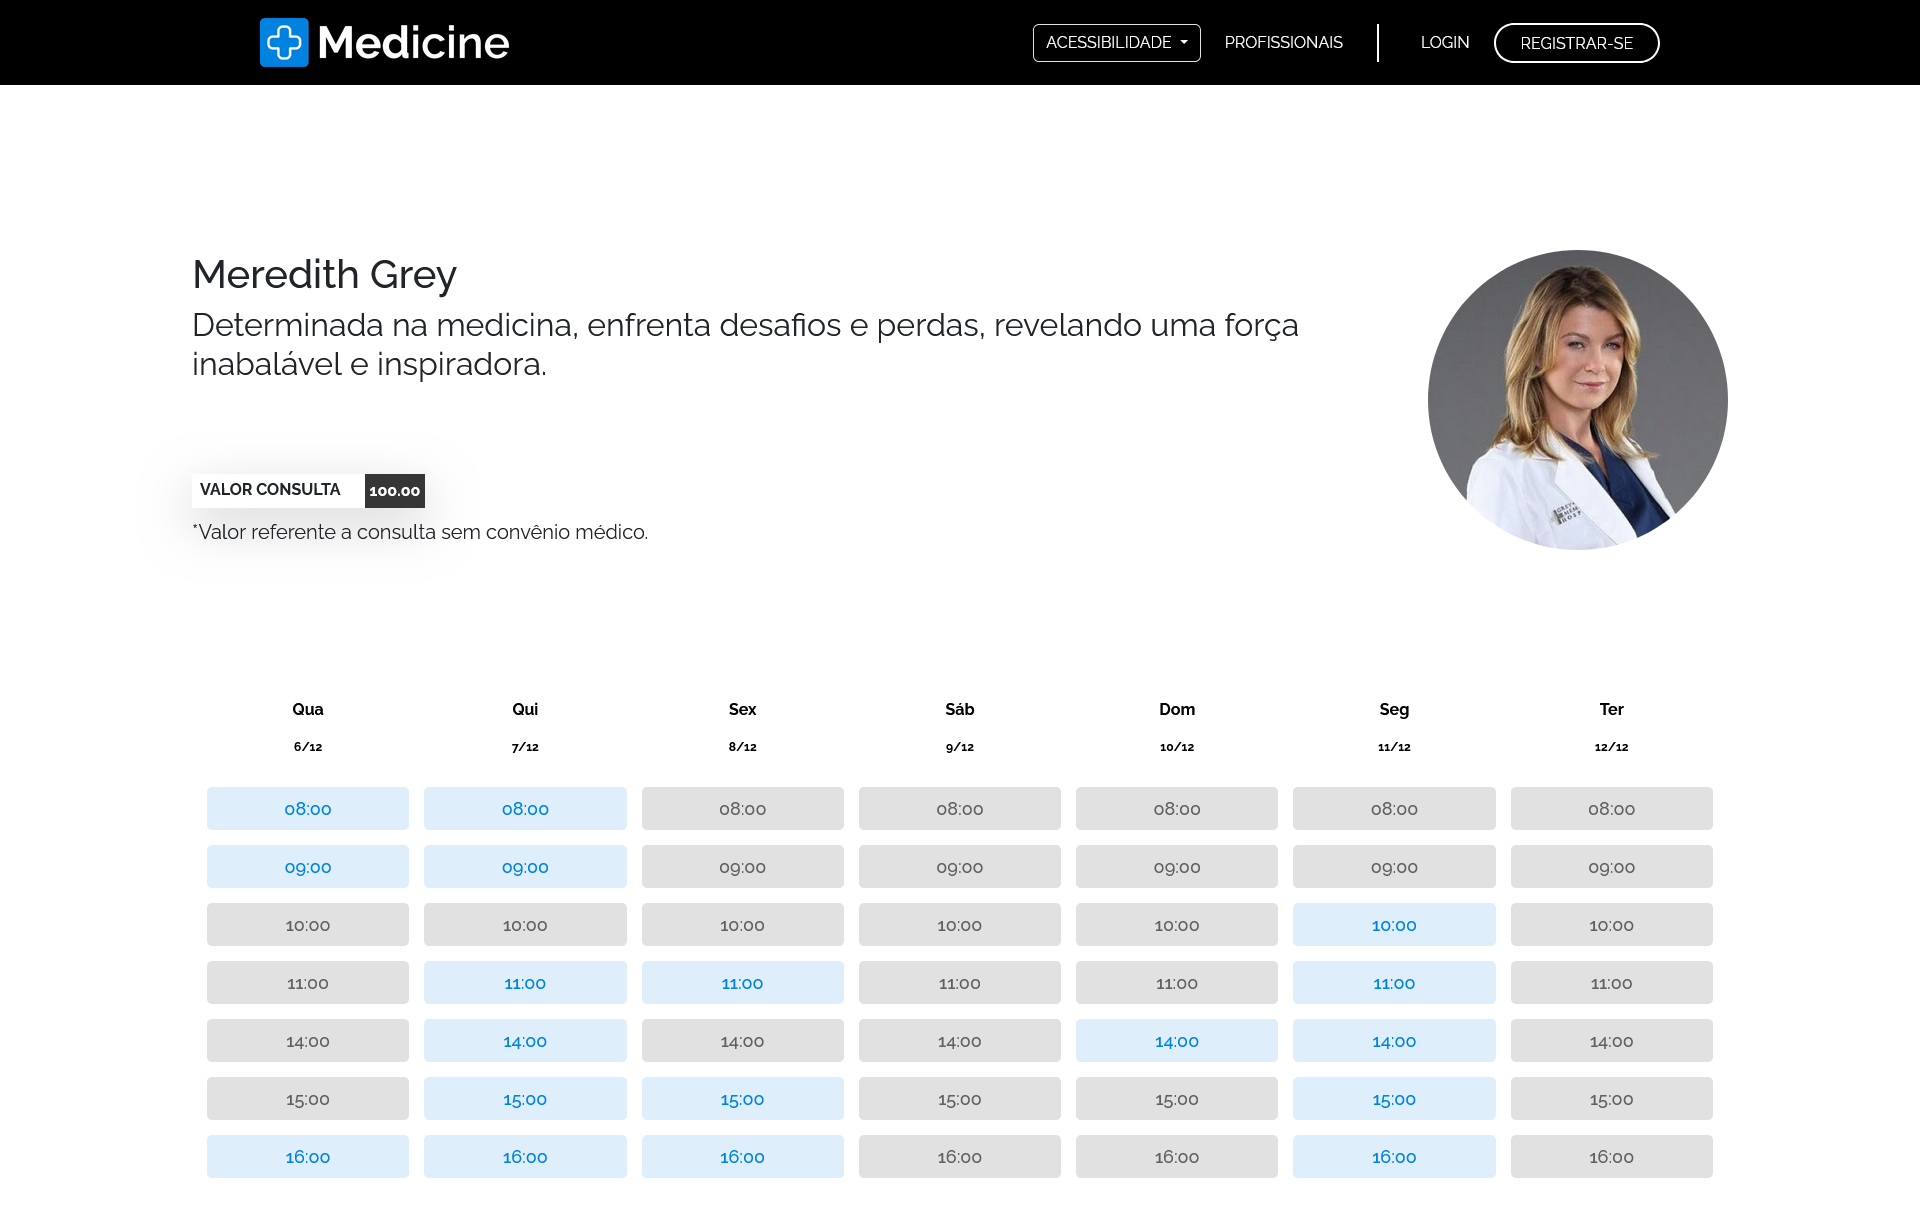 Medicine
ACESSIBILIDADE PROFISSIONAIS LOGIN REGISTRAR-SE
Meredith Grey
Determinada na medicina, enfrenta desafios e perdas, revelando uma força
inabalável e inspiradora.
VALOR CONSULTA 100.00
*Valor referente a consulta sem convênio médico.
Qua Qui Sex Sáb Dom Seg Ter
6/12 7/12 8/12 9/12 10/12 11/12 12/12
08:00 08:00 08:00 08:00 08:00 08:00 08:00
09:00 09:00 09:00 09:00 09:00 09:00 09:00
10:00 10:00 10:00 10:00 10:00 10:00 10:00
11:00 11:00 11:00 11:00 11:00 11:00 11:00
14:00 14:00 14:00 14:00 14:00 14:00 14:00
15:00 15:00 15:00 15:00 15:00 15:00 15:00
16:00 16:00 16:00 16:00 16:00 16:00 16:00